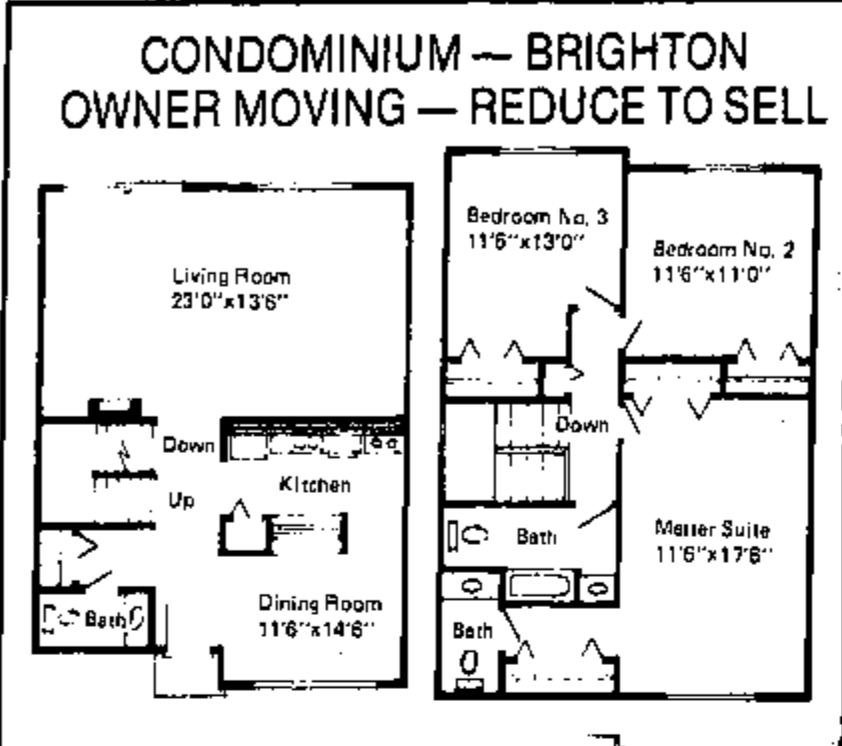 CONDOMINIUM — BRIGHTON
OWNER MOVING — REDUCE TO SELL
Living Room
23'0"x13'6"
Down
Up
Kitchen
Bath
Dining Room
11'6"x14'6"
Bedroom No. 3
11'6"x13'0"
Bedroom No. 2
11'6"x11'0"
Down
Bath
Master Suite
11'6"x17'6"
Bath